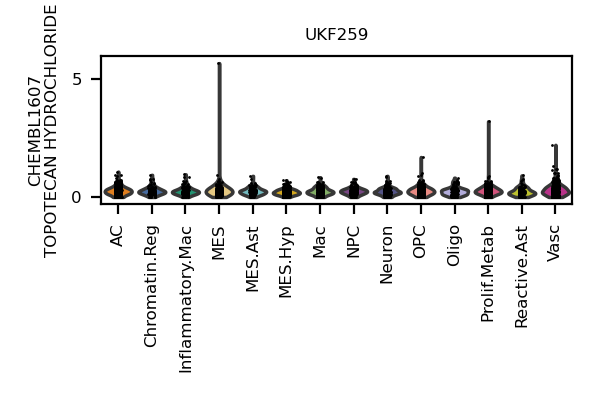 UKF259
CHEMBL1607
TOPOTECAN HYDROCHLORIDE
5
0
AC
Chromatin.Reg
Inflammatory.Mac
MES
MES.Ast
MES.Hyp
Mac
NPC
Neuron
OPC
Oligo
Prolif.Metab
Reactive.Ast
Vasc